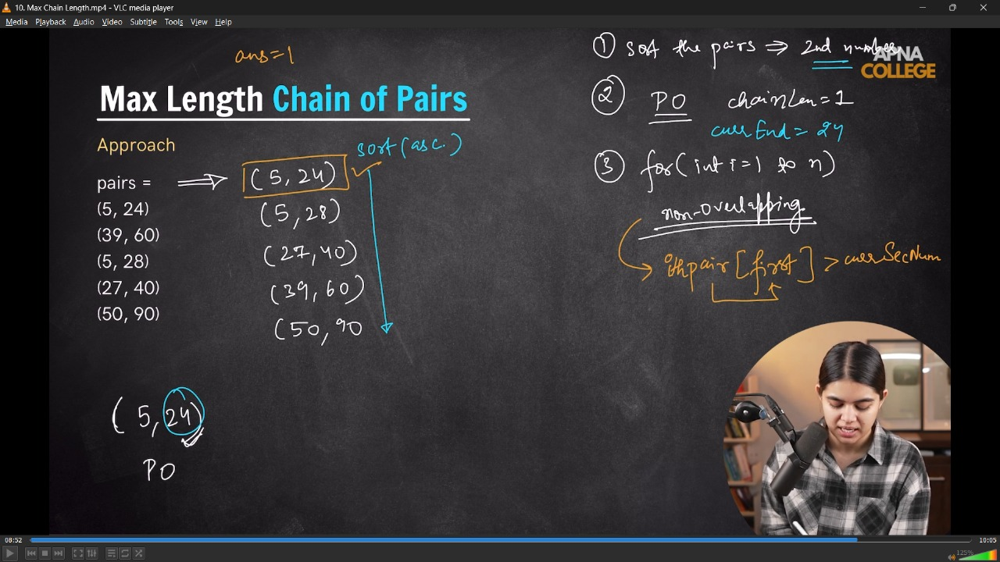 10. Max Chain Length.mp4 - VLC media player
Media Playback Audio Video Subtitle Tools View Help
ans=1
Max Length Chain of Pairs
Approach
sort (asc.)
pairs =
(5, 24)
(39, 60)
(5, 28)
(27, 40)
(50, 90)
(5, 24)
(5, 28)
(27, 40)
(39, 60)
(50, 90
(5, 24)
PO
① sort the pairs ⇒ 2nd number
APNA
COLLEGE
② PO chainLen = 1
currEnd = 24
③ for(int i=1 to n)
non-overlapping
ithpair[first] > currSecNum
08:52
10:05
125%